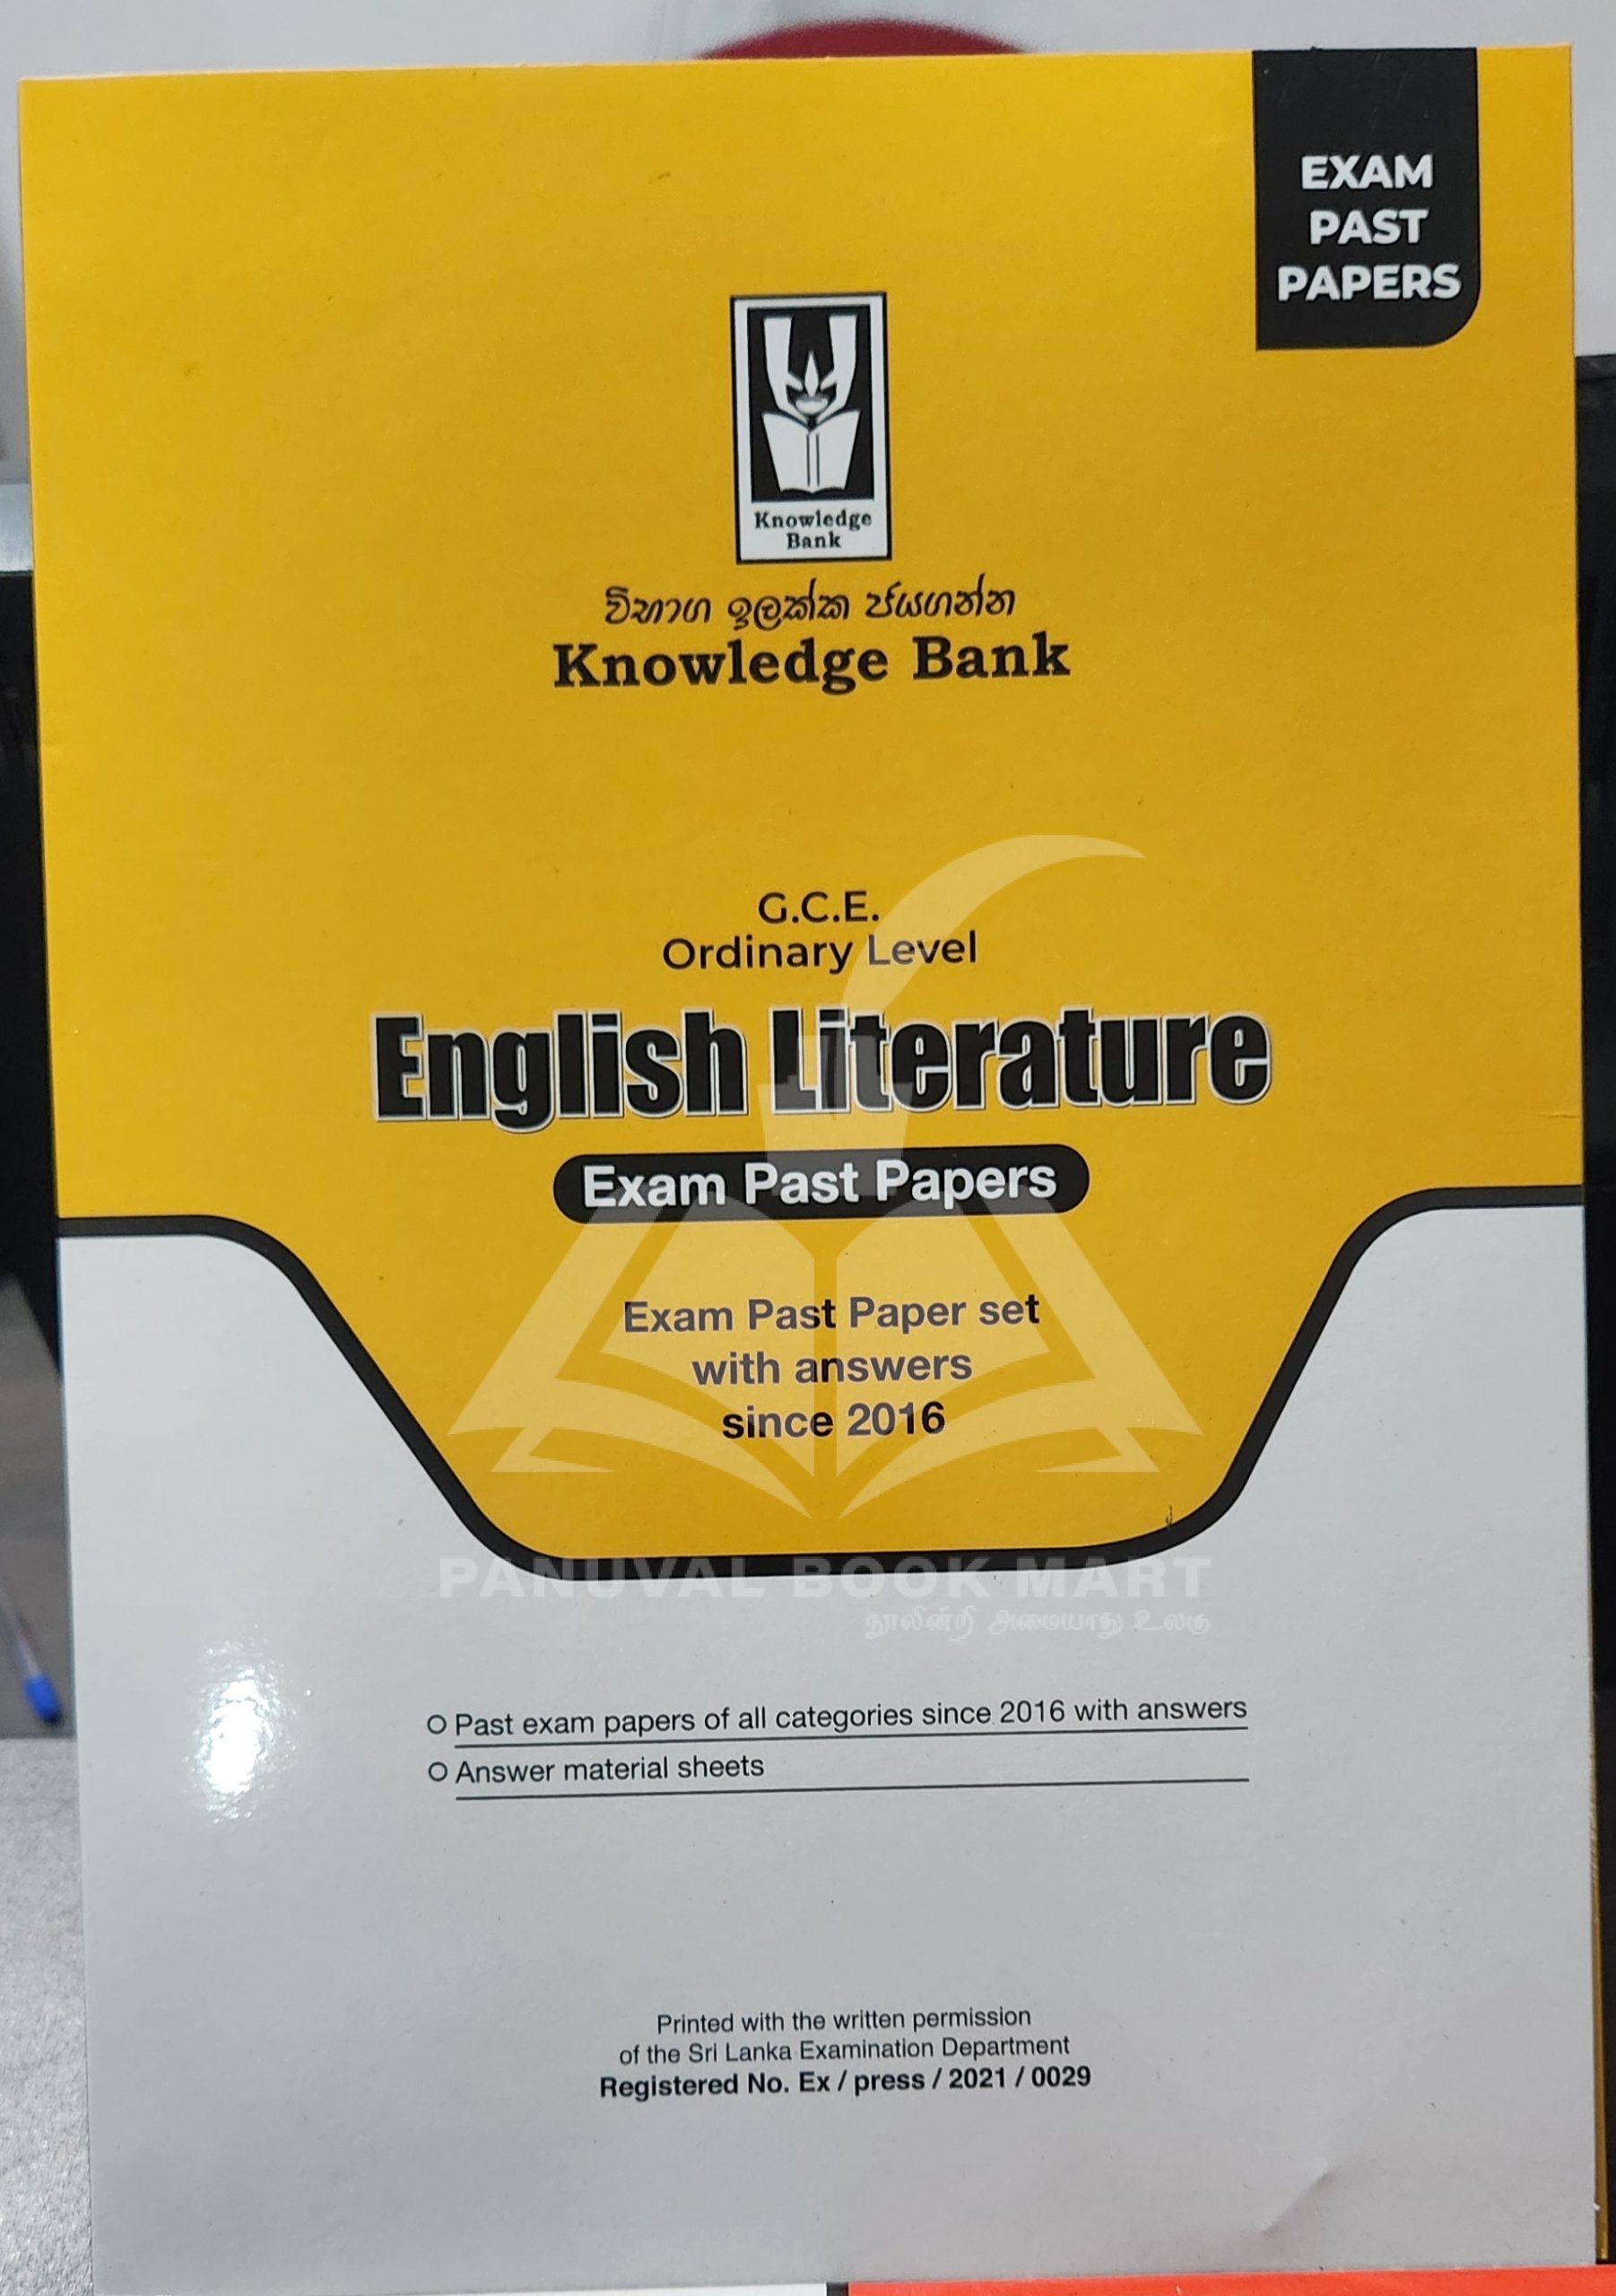 EXAM
PAST
PAPERS
Knowledge
Bank
විභාග ඉලක්ක ජයගන්න
Knowledge Bank
G.C.E.
Ordinary Level
English Literature
Exam Past Papers
Exam Past Paper set
with answers
since 2016
PANUVAL BOOK MART
நூலின்றி அமையாது உலகு
Past exam papers of all categories since 2016 with answers
Answer material sheets
Printed with the written permission
of the Sri Lanka Examination Department
Registered No. Ex / press / 2021 / 0029